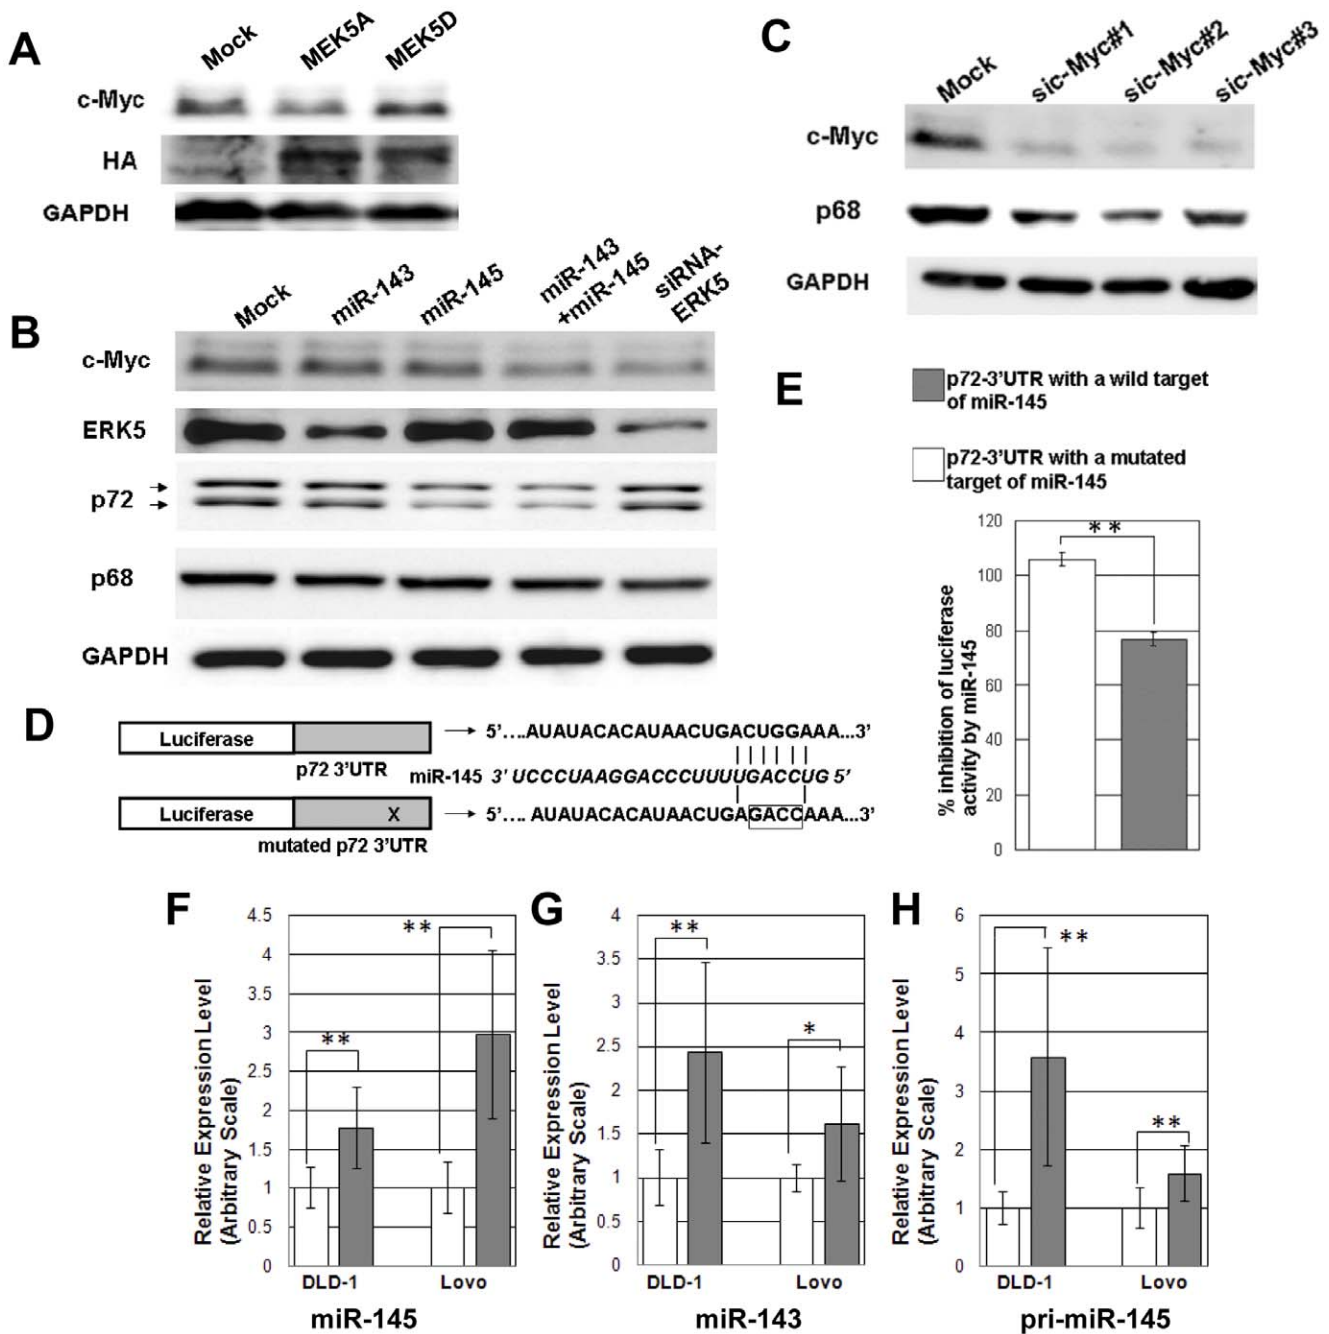 A
Mock
MEK5A
MEK5D
c-Myc
HA
GAPDH
B
Mock
miR-143
miR-145
miR-143
+miR-145
siRNA-
ERK5
c-Myc
ERK5
p72
p68
GAPDH
C
Mock
sic-Myc#1
sic-Myc#2
sic-Myc#3
c-Myc
p68
GAPDH
D
Luciferase
p72 3'UTR
5'....AUAUACACAUAACUGACUGGAAA...3'
miR-145 3' UCCCUAAGGACCCUUUUUGACCUG 5'
Luciferase
X
mutated p72 3'UTR
5'.... AUAUACACAUAACUGAGACCAAA...3'
E
p72-3'UTR with a wild target
of miR-145
p72-3'UTR with a mutated
target of miR-145
% inhibition of luciferase
activity by miR-145
120
100
80
60
40
20
0
**
F
Relative Expression Level
(Arbitrary Scale)
4.5
4
3.5
3
2.5
2
1.5
1
0.5
0
**
**
DLD-1
Lovo
miR-145
G
Relative Expression Level
(Arbitrary Scale)
4
3.5
3
2.5
2
1.5
1
0.5
0
**
*
DLD-1
Lovo
miR-143
H
Relative Expression Level
(Arbitrary Scale)
6
5
4
3
2
1
0
**
**
DLD-1
Lovo
pri-miR-145